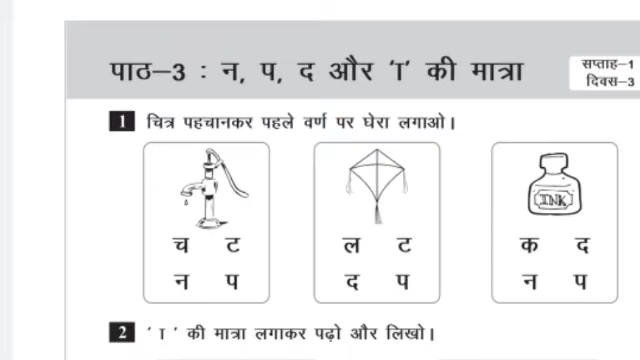 पाठ–3 : न, प, द और 'ा' की मात्रा
सप्ताह–1
दिवस–3
1 चित्र पहचानकर पहले वर्ण पर घेरा लगाओ।
INK
च ट ल ट क द
न प द प न प
2 'ा' की मात्रा लगाकर पढ़ो और लिखो।